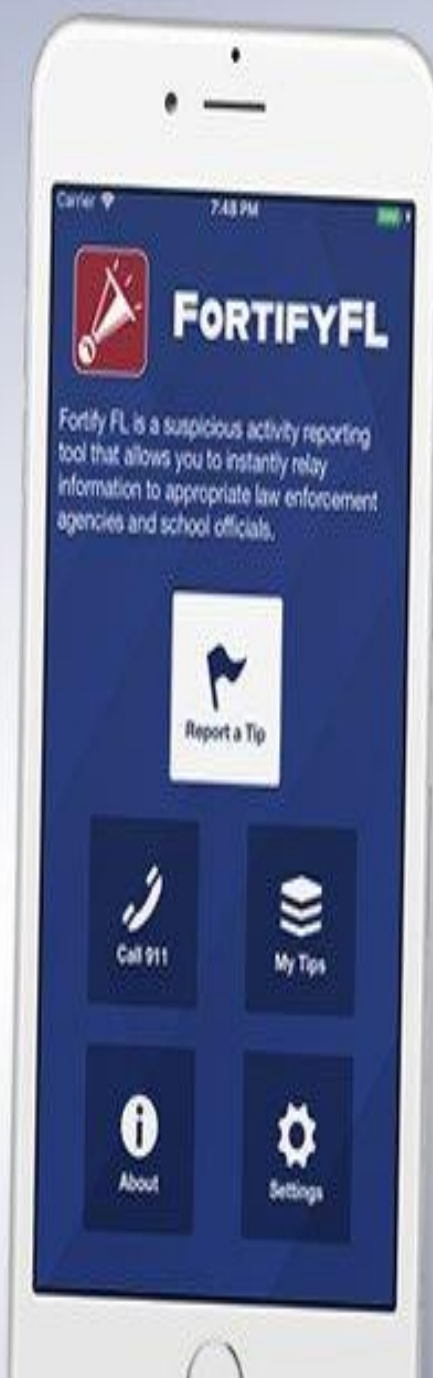 Carrier 7:48 PM
FORTIFYFL
Fortify FL is a suspicious activity reporting
tool that allows you to instantly relay
information to appropriate law enforcement
agencies and school officials.
Report a Tip
Call 911
My Tips
About
Settings